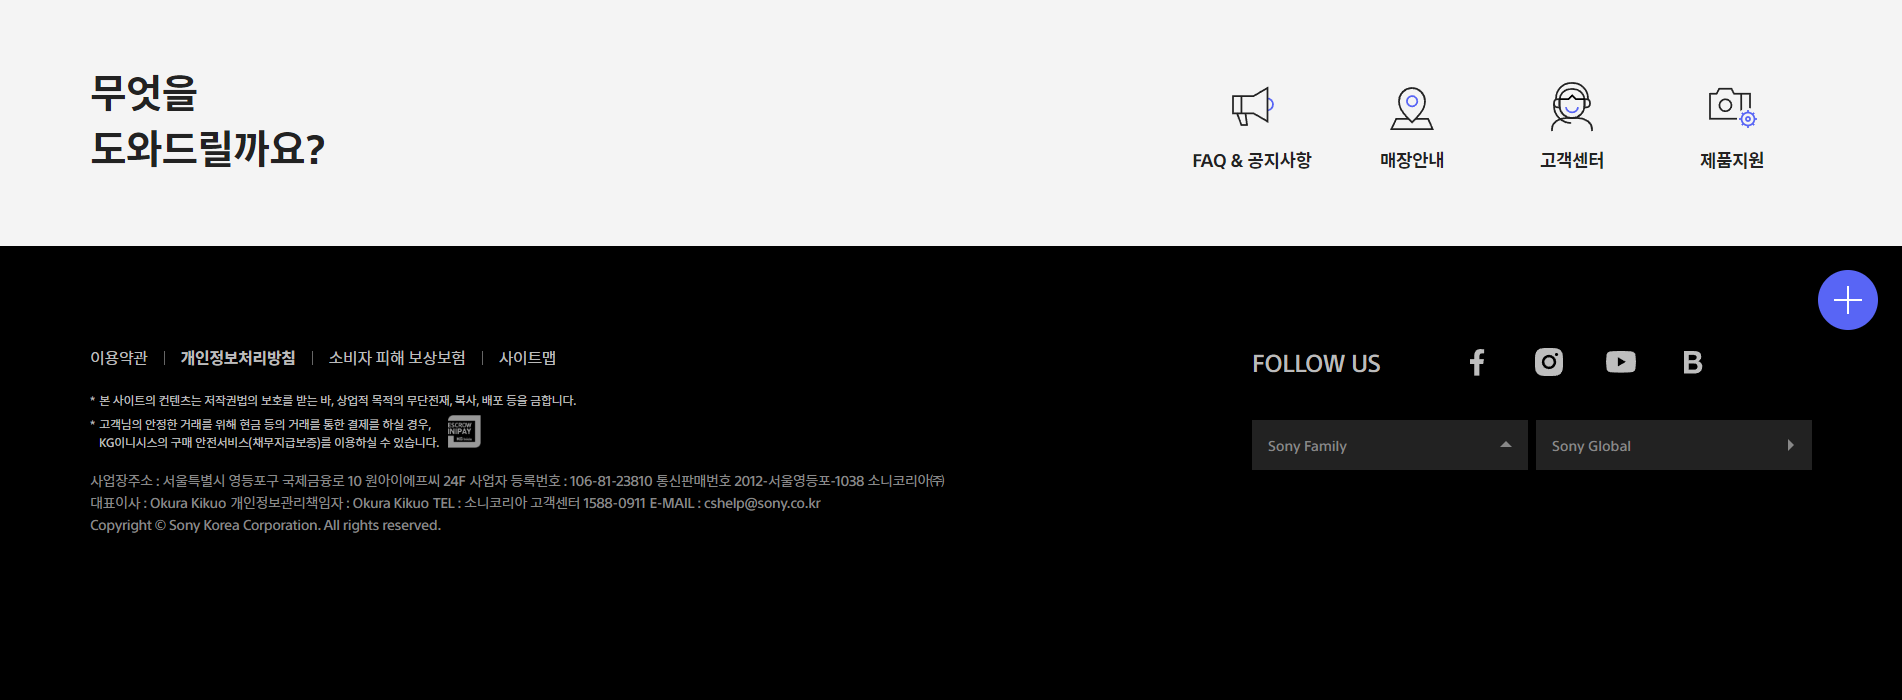 무엇을
도와드릴까요?
FAQ & 공지사항
매장안내
고객센터
제품지원
이용약관
개인정보처리방침
소비자 피해 보상보험
사이트맵
* 본 사이트의 컨텐츠는 저작권법의 보호를 받는 바, 상업적 목적의 무단전재, 복사, 배포 등을 금합니다.
* 고객님의 안정한 거래를 위해 현금 등의 거래를 통한 결제를 하실 경우,
KG이니시스의 구매 안전서비스(채무지급보증)를 이용하실 수 있습니다.
ESCROW
INIPAY
사업장주소 : 서울특별시 영등포구 국제금융로 10 원아이에프씨 24F 사업자 등록번호 : 106-81-23810 통신판매번호 2012-서울영등포-1038 소니코리아㈜
대표이사 : Okura Kikuo 개인정보관리책임자 : Okura Kikuo TEL : 소니코리아 고객센터 1588-0911 E-MAIL : cshelp@sony.co.kr
Copyright © Sony Korea Corporation. All rights reserved.
FOLLOW US
B
Sony Family
Sony Global